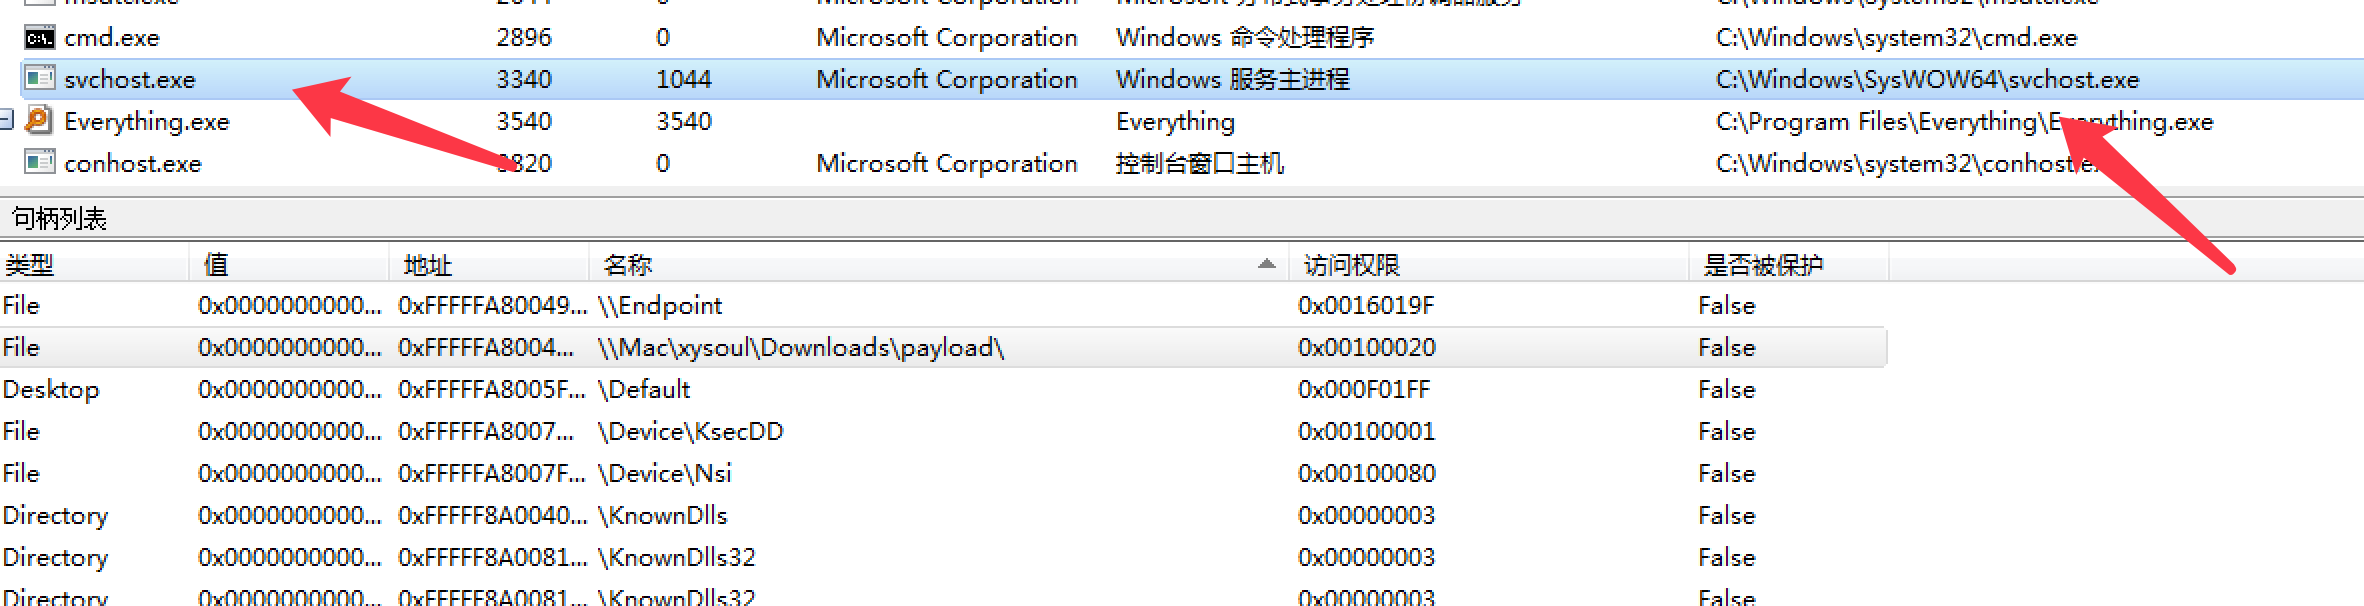 cmd.exe 2896 0 Microsoft Corporation Windows 命令处理程序 C:\Windows\system32\cmd.exe
svchost.exe 3340 1044 Microsoft Corporation Windows 服务主进程 C:\Windows\SysWOW64\svchost.exe
Everything.exe 3540 3540 Everything C:\Program Files\Everything\Everything.exe
conhost.exe 3820 0 Microsoft Corporation 控制台窗口主机 C:\Windows\system32\conhost.e
句柄列表
类型 值 地址 名称 访问权限 是否被保护
File 0x0000000000... 0xFFFFFA80049... \\Endpoint 0x0016019F False
File 0x0000000000... 0xFFFFFA8004... \\Mac\xysoul\Downloads\payload\ 0x00100020 False
Desktop 0x0000000000... 0xFFFFFA8005F... \Default 0x000F01FF False
File 0x0000000000... 0xFFFFFA8007... \Device\KsecDD 0x00100001 False
File 0x0000000000... 0xFFFFFA8007F... \Device\Nsi 0x00100080 False
Directory 0x0000000000... 0xFFFFF8A0040... \KnownDlls 0x00000003 False
Directory 0x0000000000... 0xFFFFF8A0081... \KnownDlls32 0x00000003 False
Directory 0x0000000000... 0xFFFFF8A0081... \KnownDlls32 0x00000003 False